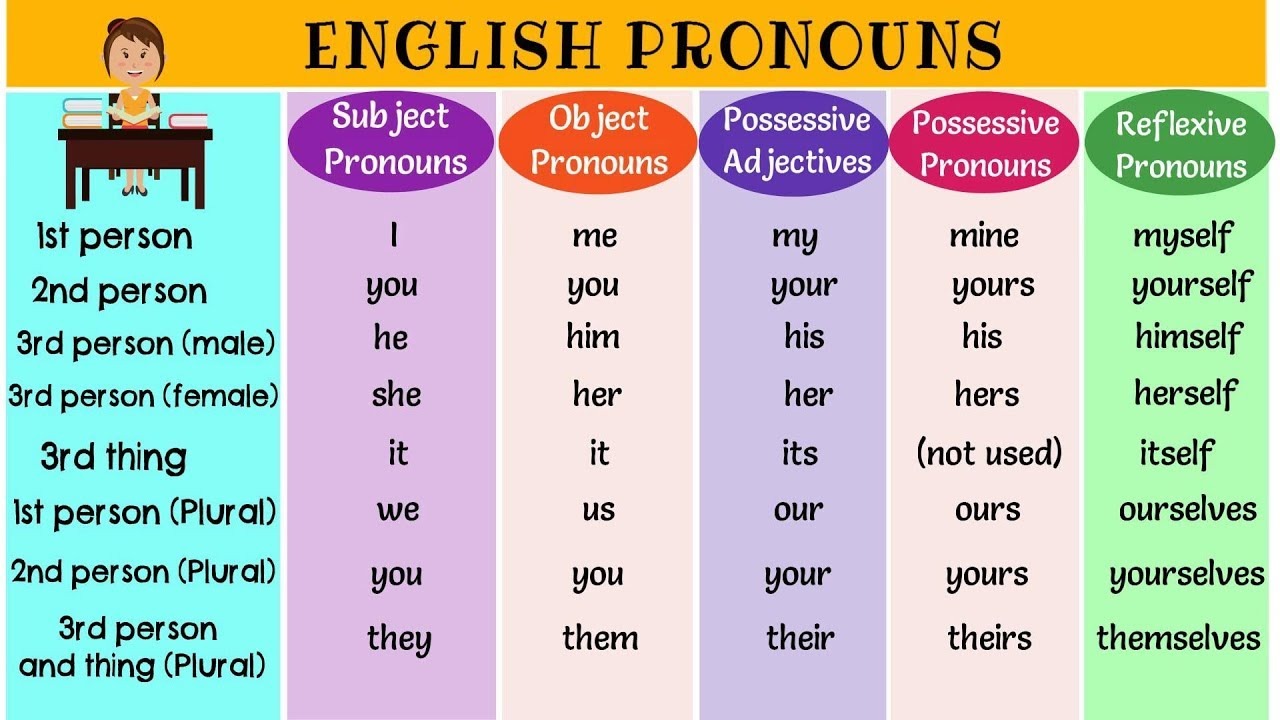 ENGLISH PRONOUNS
Subject Pronouns Object Pronouns Possessive Adjectives Possessive Pronouns Reflexive Pronouns
1st person I me my mine myself
2nd person you you your yours yourself
3rd person (male) he him his his himself
3rd person (female) she her her hers herself
3rd thing it it its (not used) itself
1st person (Plural) we us our ours ourselves
2nd person (Plural) you you your yours yourselves
3rd person and thing (Plural) they them their theirs themselves